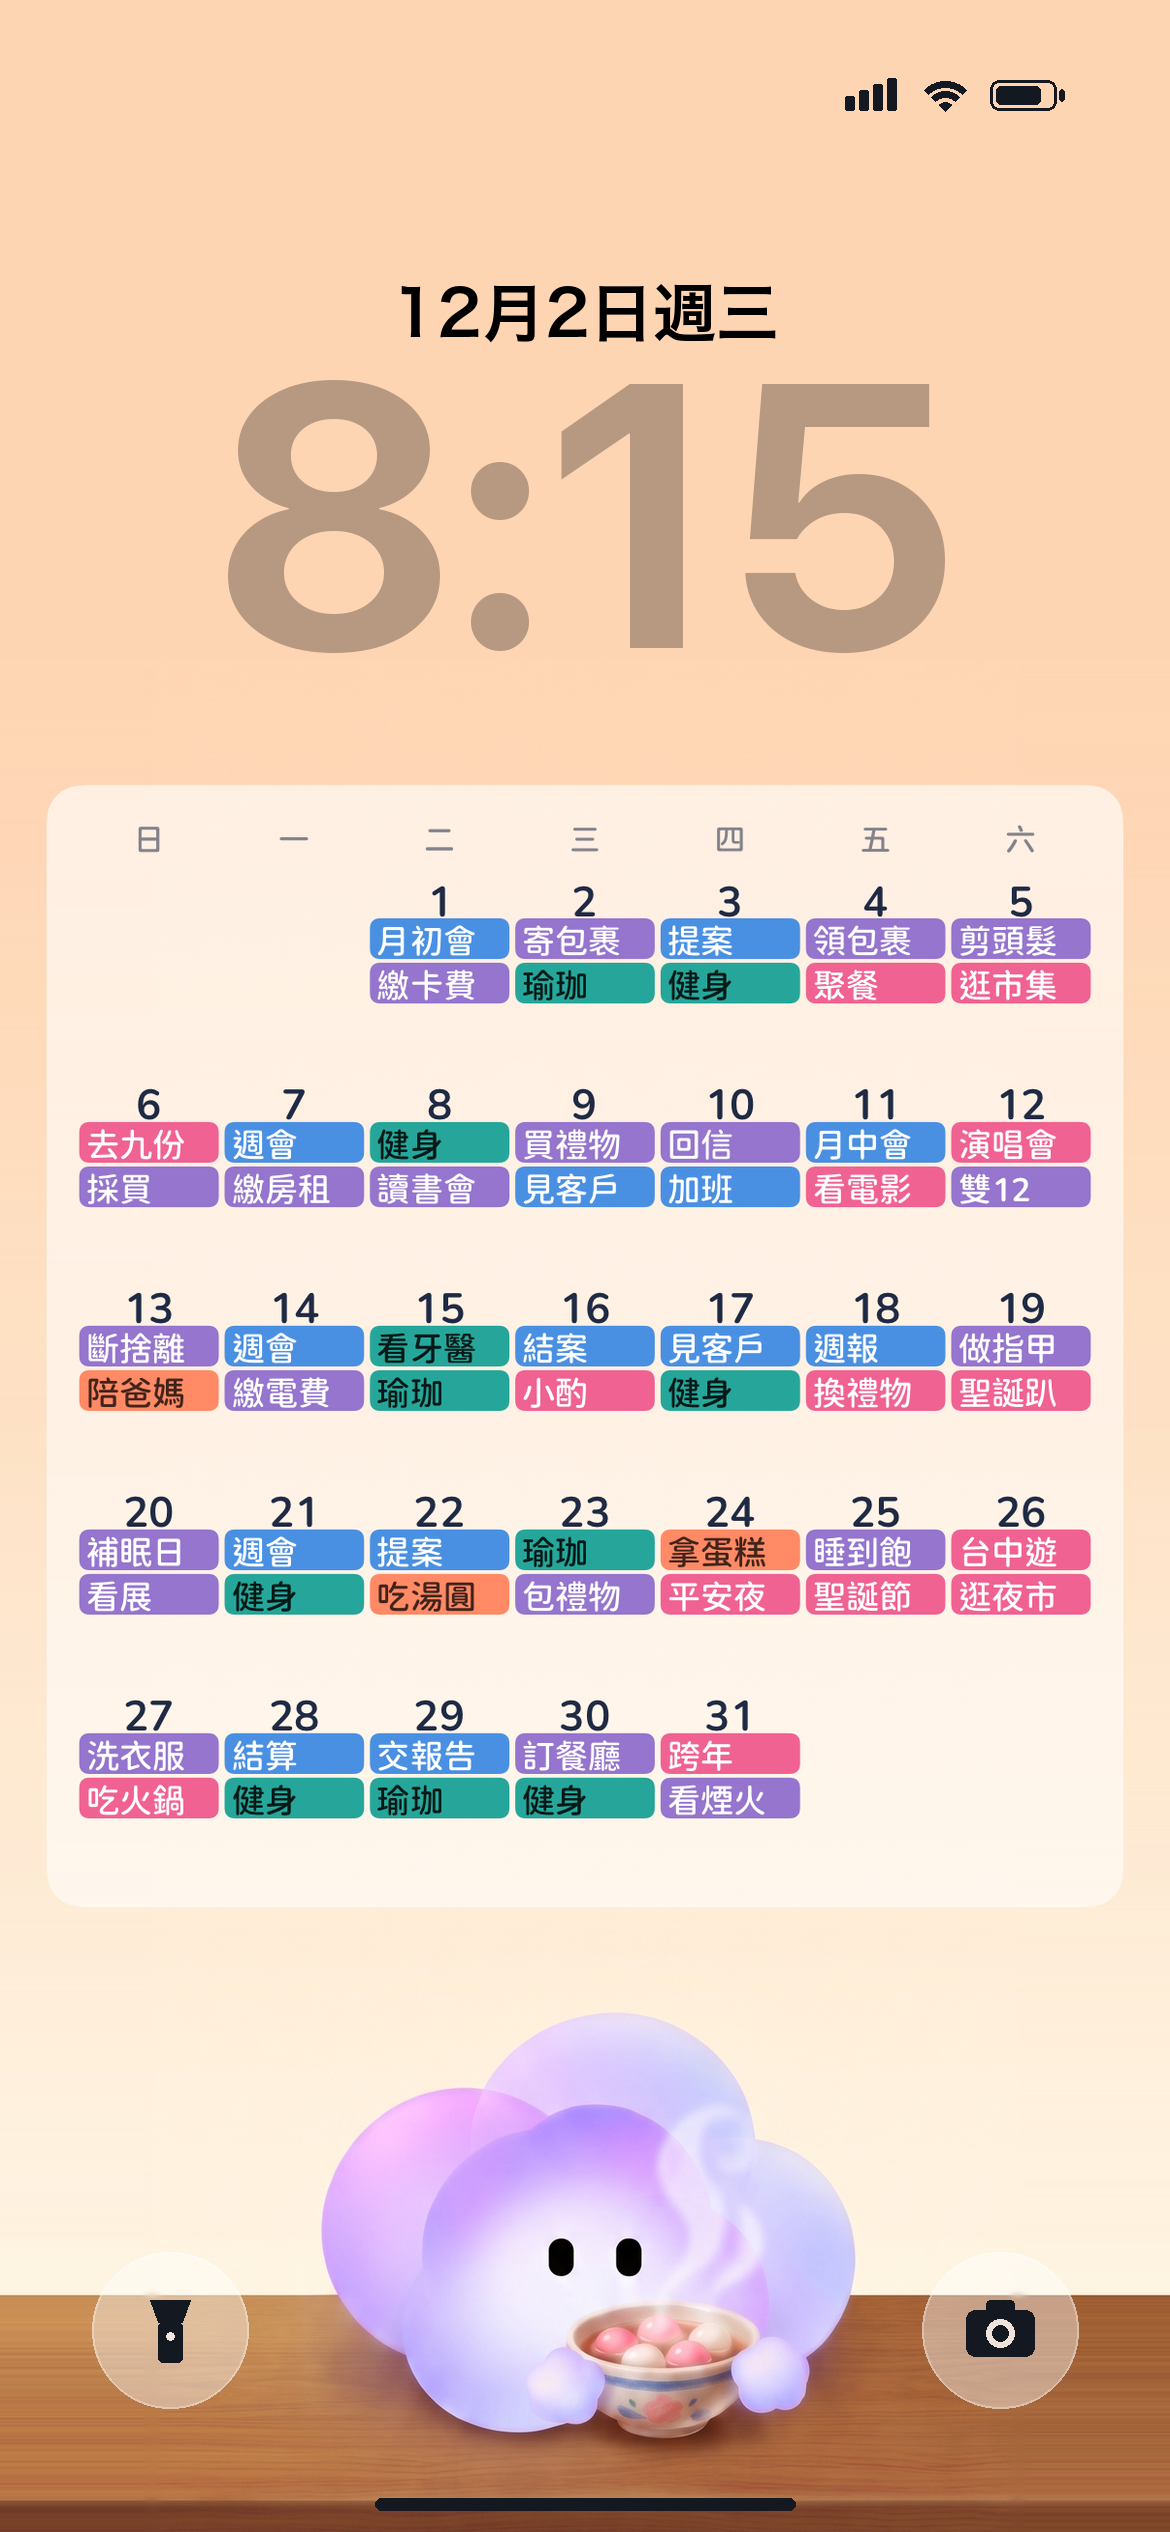 12月2日週三
8:15
日 一 二 三 四 五 六
1 2 3 4 5
月初會 寄包裹 提案 領包裹 剪頭髮
繳卡費 瑜珈 健身 聚餐 逛市集
6 7 8 9 10 11 12
去九份 週會 健身 買禮物 回信 月中會 演唱會
採買 繳房租 讀書會 見客戶 加班 看電影 雙12
13 14 15 16 17 18 19
斷捨離 週會 看牙醫 結案 見客戶 週報 做指甲
陪爸媽 繳電費 瑜珈 小酌 健身 換禮物 聖誕趴
20 21 22 23 24 25 26
補眠日 週會 提案 瑜珈 拿蛋糕 睡到飽 台中遊
看展 健身 吃湯圓 包禮物 平安夜 聖誕節 逛夜市
27 28 29 30 31
洗衣服 結算 交報告 訂餐廳 跨年
吃火鍋 健身 瑜珈 健身 看煙火